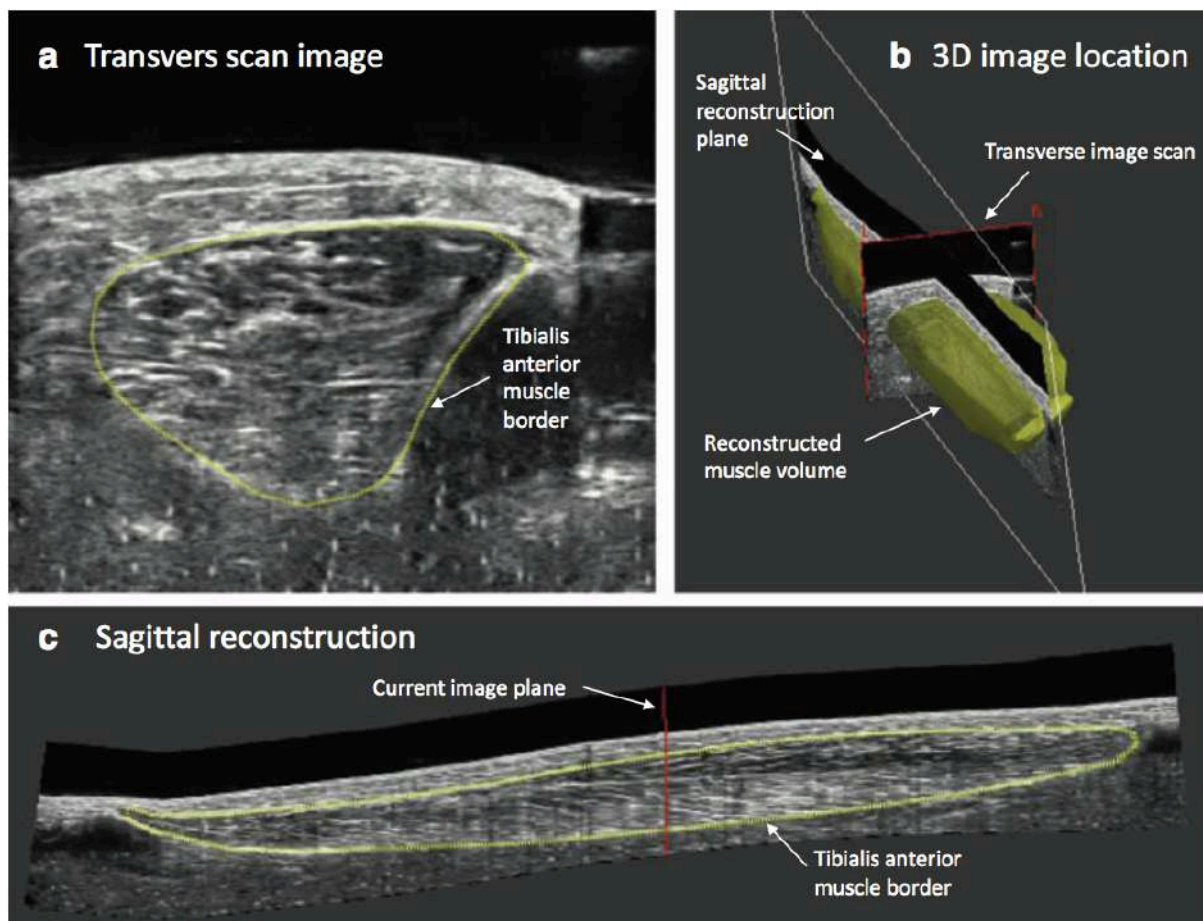 a Transvers scan image
b 3D image location
Sagittal
reconstruction
plane
Transverse image scan
Tibialis
anterior
muscle
border
Reconstructed
muscle volume
c Sagittal reconstruction
Current image plane
Tibialis anterior
muscle border